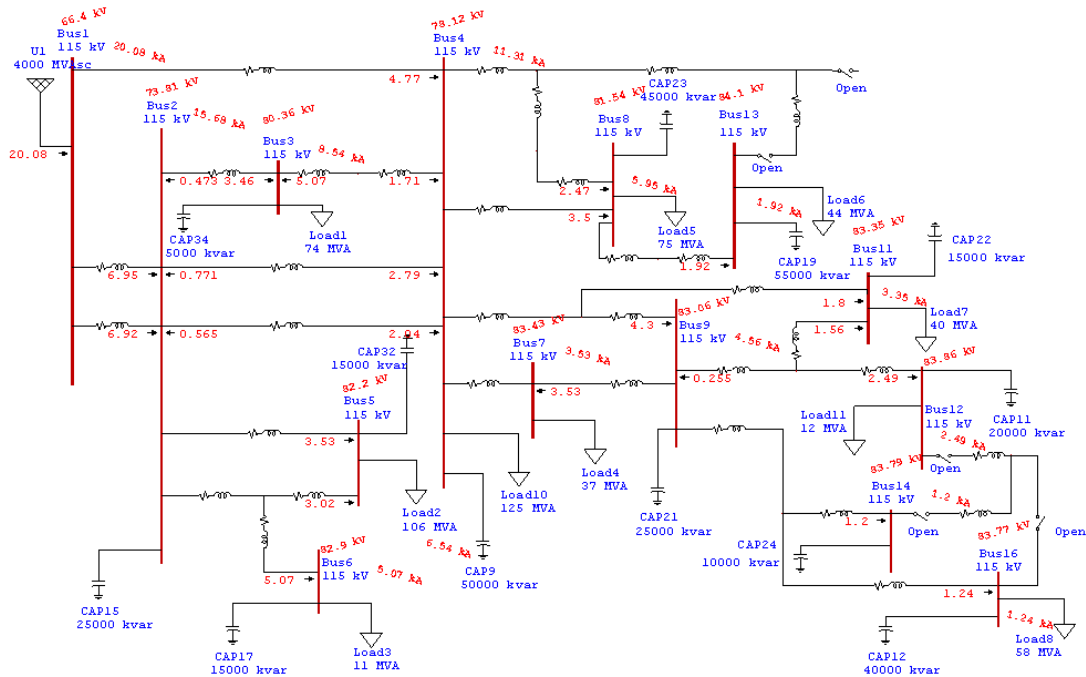 66.4 kV
Bus1
115 kV
20.08 kA
U1
4000 MVAsc
20.08
73.81 kV
Bus2
115 kV
15.69 kA
80.36 kV
Bus3
115 kV
8.54 kA
0.473
3.46
5.07
1.71
CAP34
5000 kvar
Load1
74 MVA
6.95
0.771
2.79
6.92
0.565
2.94
78.12 kV
Bus4
115 kV
4.77
11.31 kA
Open
CAP23
45000 kvar
81.54 kV
Bus8
115 kV
2.47
5.95 kA
3.5
Load5
75 MVA
84.1 kV
Bus13
115 kV
Open
1.92 kA
1.92
CAP19
55000 kvar
Load6
44 MVA
83.35 kV
Bus11
115 kV
CAP22
15000 kvar
1.8
3.35 kA
1.56
Load7
40 MVA
83.06 kV
Bus9
115 kV
4.3
4.56 kA
0.255
83.43 kV
Bus7
115 kV
3.53 kA
3.53
Load4
37 MVA
CAP32
15000 kvar
82.2 kV
Bus5
115 kV
3.53
3.02
Load2
106 MVA
Load10
125 MVA
6.54 kA
CAP9
50000 kvar
82.9 kV
Bus6
115 kV
5.07 kA
5.07
CAP15
25000 kvar
CAP17
15000 kvar
Load3
11 MVA
CAP21
25000 kvar
2.49
83.86 kV
Bus12
115 kV
2.49 kA
Load11
12 MVA
CAP11
20000 kvar
Open
83.79 kV
Bus14
115 kV
1.2
1.2 kA
Open
CAP24
10000 kvar
83.77 kV
Bus16
115 kV
Open
1.24
1.24 kA
CAP12
40000 kvar
Load8
58 MVA